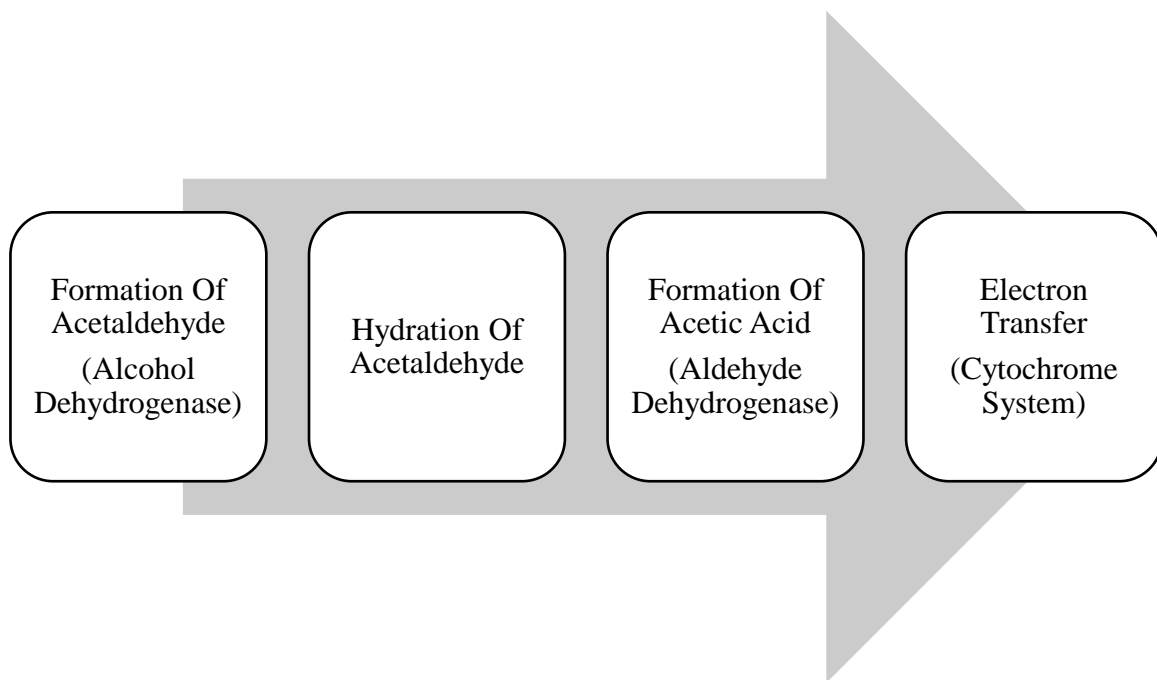 Formation Of
Acetaldehyde
(Alcohol
Dehydrogenase)
Hydration Of
Acetaldehyde
Formation Of
Acetic Acid
(Aldehyde
Dehydrogenase)
Electron
Transfer
(Cytochrome
System)